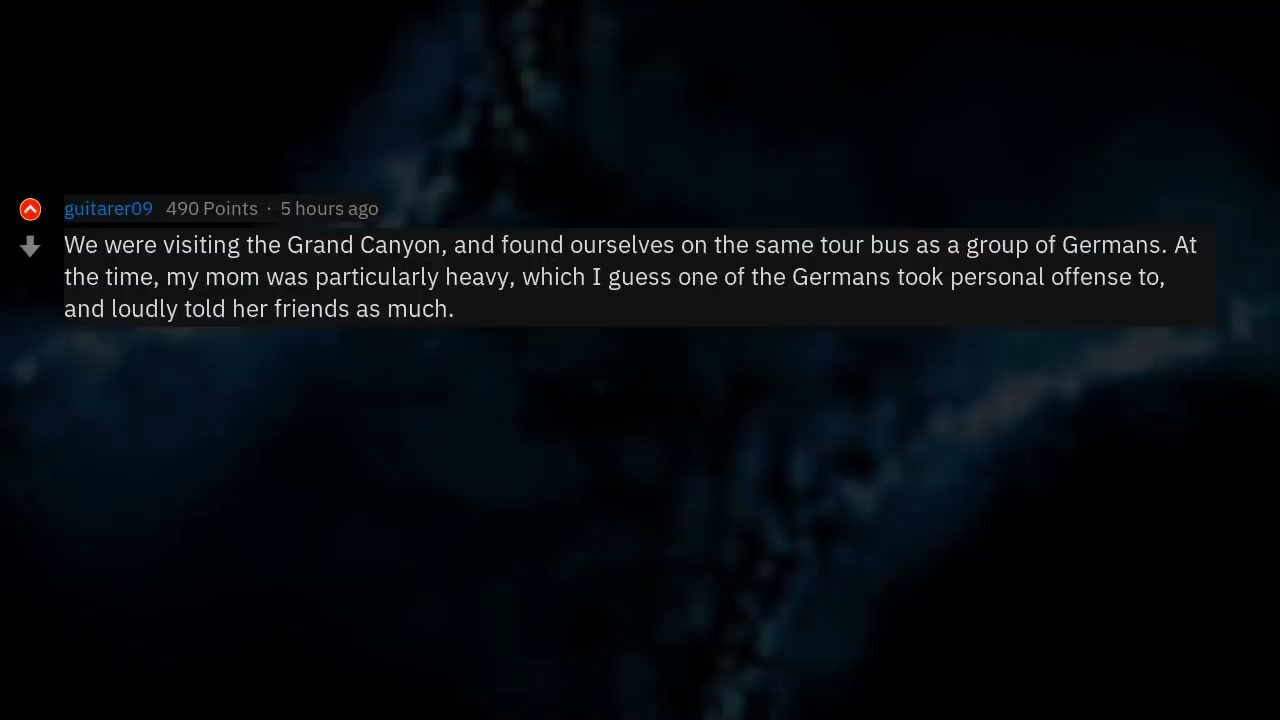 guitarer09 490 Points · 5 hours ago
We were visiting the Grand Canyon, and found ourselves on the same tour bus as a group of Germans. At
the time, my mom was particularly heavy, which I guess one of the Germans took personal offense to,
and loudly told her friends as much.